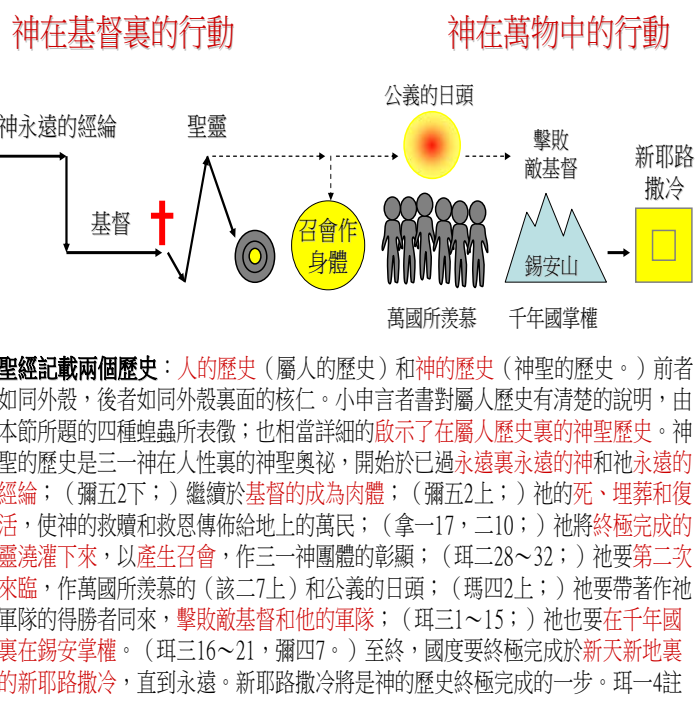 神在基督裏的行動
神在萬物中的行動
公義的日頭
神永遠的經綸
聖靈
擊敗
敵基督
新耶路
撒冷
基督
召會作
身體
錫安山
萬國所羨慕
千年國掌權
聖經記載兩個歷史：人的歷史（屬人的歷史）和神的歷史（神聖的歷史。）前者
如同外殼，後者如同外殼裏面的核仁。小申言者書對屬人歷史有清楚的說明，由
本節所題的四種蝗蟲所表徵；也相當詳細的啟示了在屬人歷史裏的神聖歷史。神
聖的歷史是三一神在人性裏的神聖奧祕，開始於已過永遠裏永遠的神和祂永遠的
經綸；（彌五2下；）繼續於基督的成為肉體；（彌五2上；）祂的死、埋葬和復
活，使神的救贖和救恩傳佈給地上的萬民；（拿一17，二10；）祂將終極完成的
靈澆灌下來，以產生召會，作三一神團體的彰顯；（珥二28～32；）祂要第二次
來臨，作萬國所羨慕的（該二7上）和公義的日頭；（瑪四2上；）祂要帶著作祂
軍隊的得勝者同來，擊敗敵基督和他的軍隊；（珥三1～15；）祂也要在千年國
裏在錫安掌權。（珥三16～21，彌四7。）至終，國度要終極完成於新天新地裏
的新耶路撒冷，直到永遠。新耶路撒冷將是神的歷史終極完成的一步。珥一4註